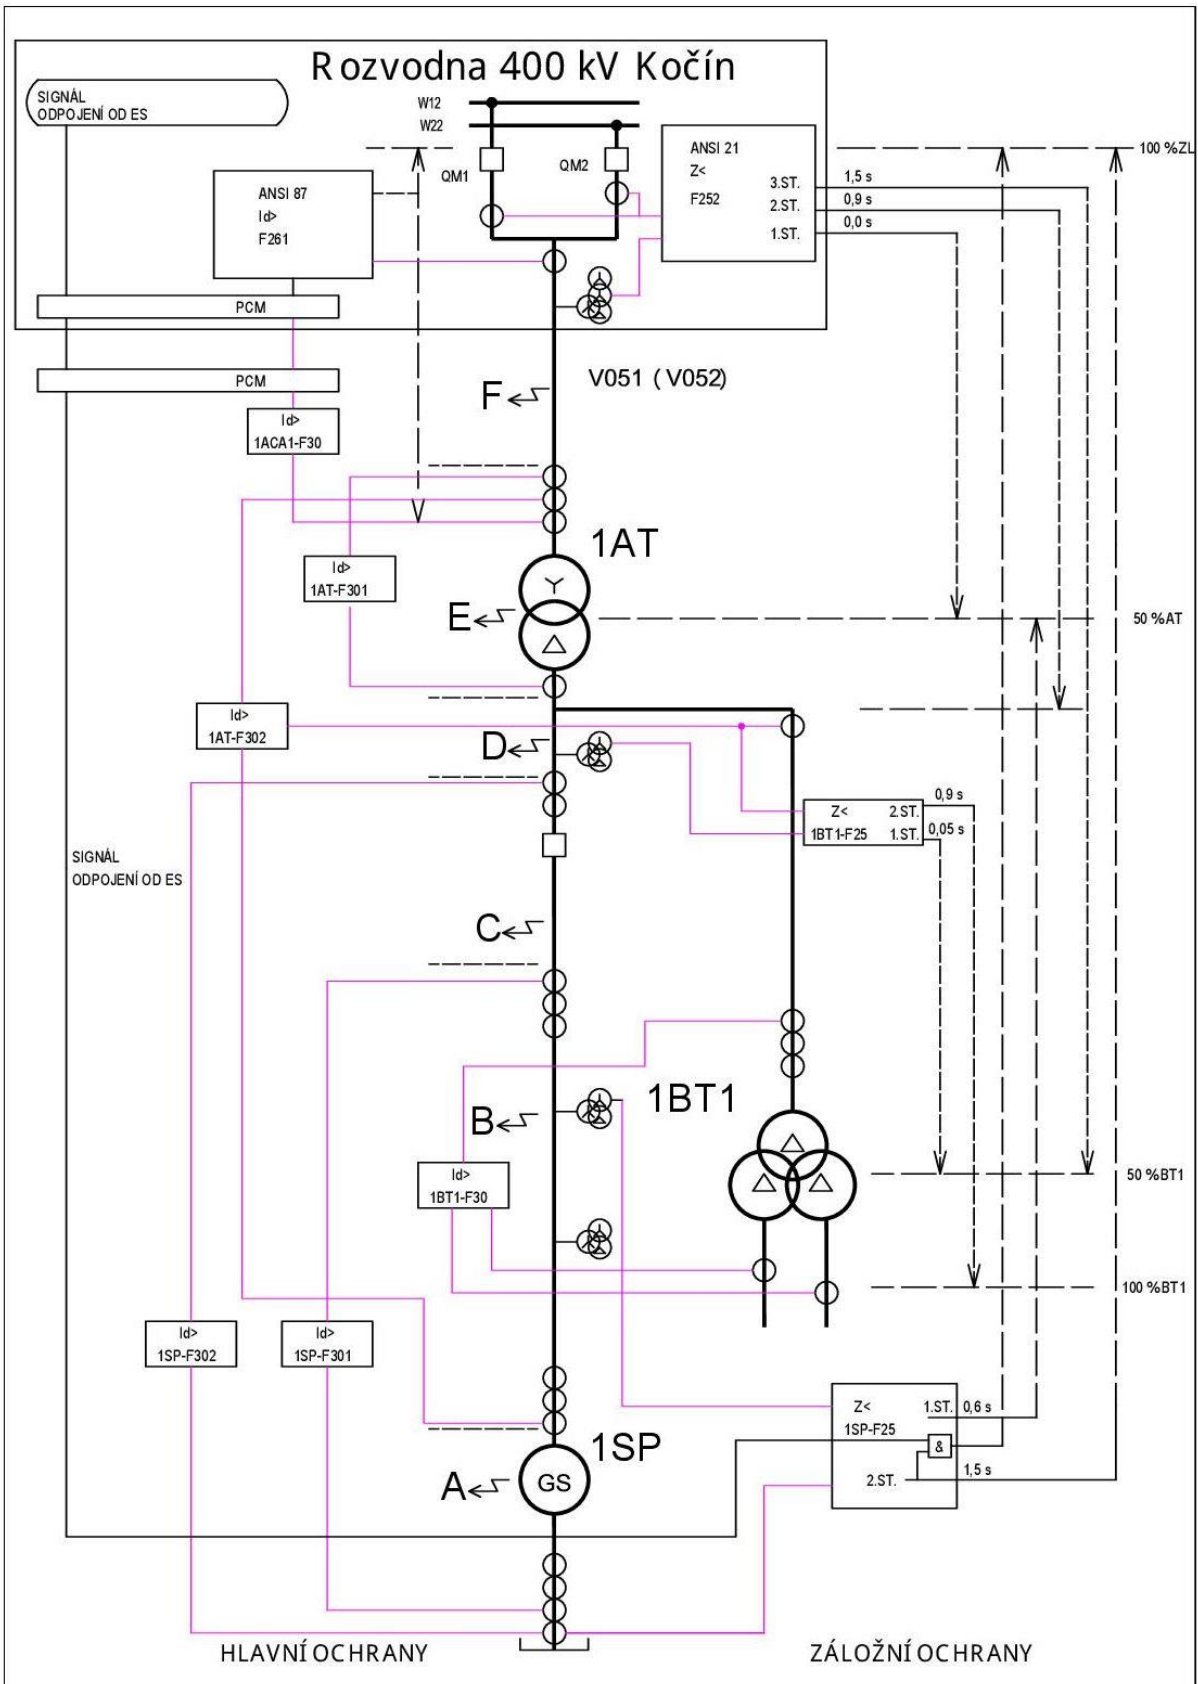 Rozvodna 400 kV Kočín
SIGNÁL
ODPOJENÍ OD ES
W12
W22
QM1
QM2
ANSI 21
Z<
F252
3.ST.
2.ST.
1.ST.
1,5 s
0,9 s
0,0 s
100 %ZL
ANSI 87
Id>
F261
PCM
PCM
V051 ( V052)
F
Id>
1ACA1-F30
1AT
Id>
1AT-F301
E
50 %AT
Id>
1AT-F302
D
Z<
1BT1-F25
2.ST.
1.ST.
0,9 s
0,05 s
SIGNÁL
ODPOJENÍ OD ES
C
1BT1
B
Id>
1BT1-F30
50 %BT1
100 %BT1
Id>
1SP-F302
Id>
1SP-F301
Z<
1SP-F25
1.ST.
0,6 s
&
2.ST.
1,5 s
1SP
A
GS
HLAVNÍ OCHRANY
ZÁLOŽNÍ OCHRANY